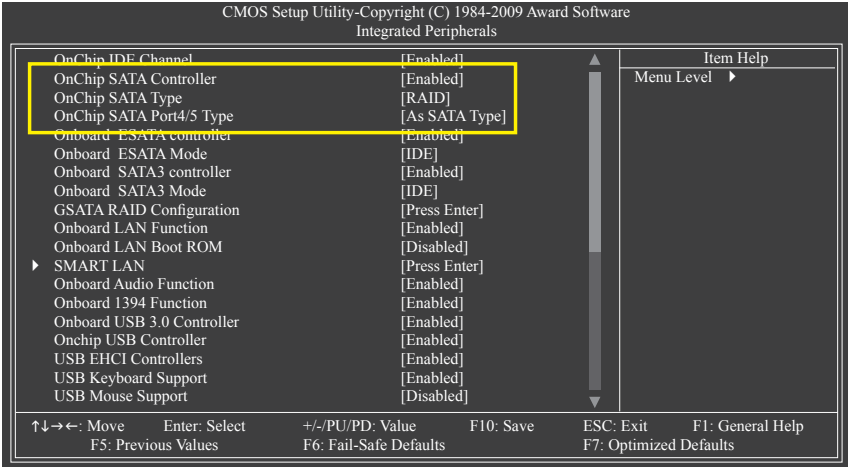 CMOS Setup Utility-Copyright (C) 1984-2009 Award Software
Integrated Peripherals
OnChip IDE Channel [Enabled]
OnChip SATA Controller [Enabled]
OnChip SATA Type [RAID]
OnChip SATA Port4/5 Type [As SATA Type]
Onboard ESATA controller [Enabled]
Onboard ESATA Mode [IDE]
Onboard SATA3 controller [Enabled]
Onboard SATA3 Mode [IDE]
GSATA RAID Configuration [Press Enter]
Onboard LAN Function [Enabled]
Onboard LAN Boot ROM [Disabled]
SMART LAN [Press Enter]
Onboard Audio Function [Enabled]
Onboard 1394 Function [Enabled]
Onboard USB 3.0 Controller [Enabled]
Onchip USB Controller [Enabled]
USB EHCI Controllers [Enabled]
USB Keyboard Support [Enabled]
USB Mouse Support [Disabled]
Item Help
Menu Level
↑↓→←: Move Enter: Select +/-/PU/PD: Value F10: Save ESC: Exit F1: General Help
F5: Previous Values F6: Fail-Safe Defaults F7: Optimized Defaults